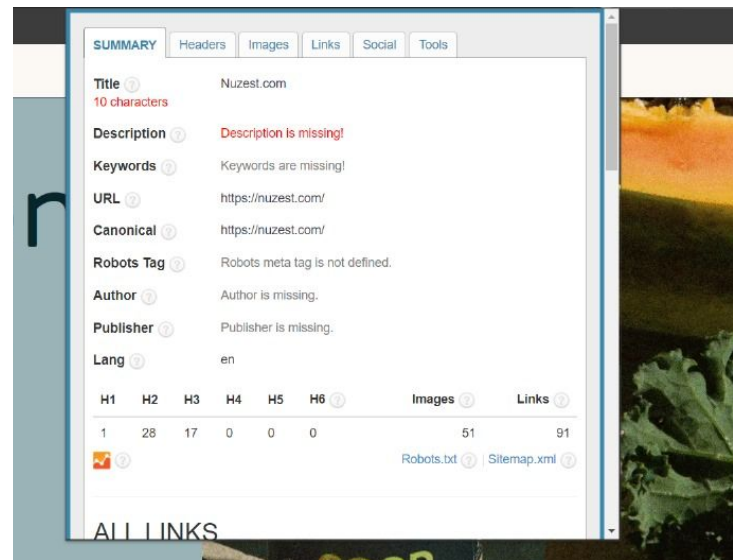 SUMMARY Headers Images Links Social Tools
Title ? Nuzest.com
10 characters
Description ? Description is missing!
Keywords ? Keywords are missing!
URL ? https://nuzest.com/
Canonical ? https://nuzest.com/
Robots Tag ? Robots meta tag is not defined.
Author ? Author is missing.
Publisher ? Publisher is missing.
Lang ? en
H1 H2 H3 H4 H5 H6 ? Images ? Links ?
1 28 17 0 0 0 51 91
? Robots.txt ? | Sitemap.xml ?
ALL LINKS